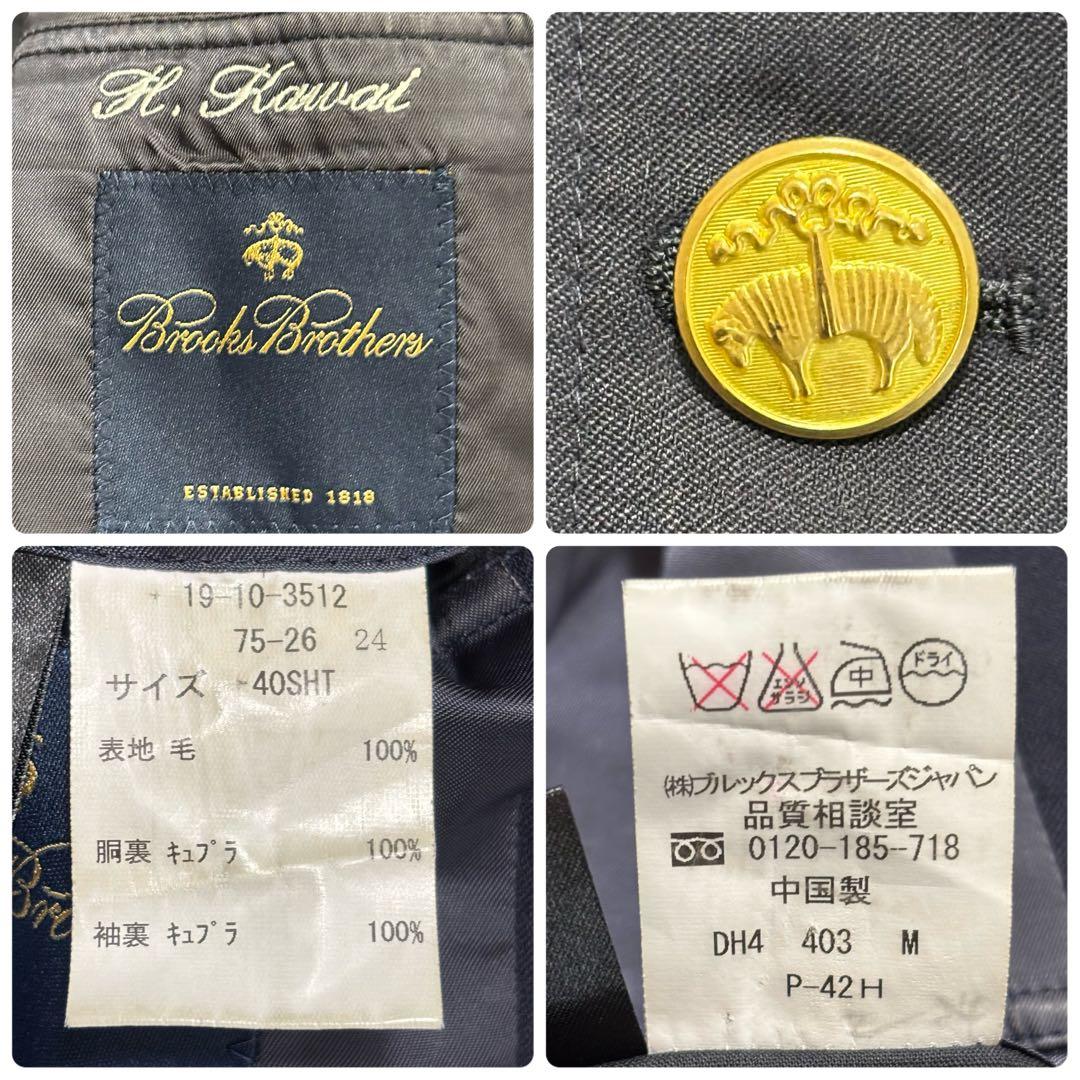 H. Kawai
Brooks Brothers
ESTABLISHED 1818
19-10-3512
75-26 24
サイズ 40SHT
表地 毛 100%
胴裏 ｷｭﾌﾟﾗ 100%
袖裏 ｷｭﾌﾟﾗ 100%
エンソ
サラシ
中
ドライ
㈱ブルックスブラザーズジャパン
品質相談室
0120-185-718
中国製
DH4 403 M
P-42H